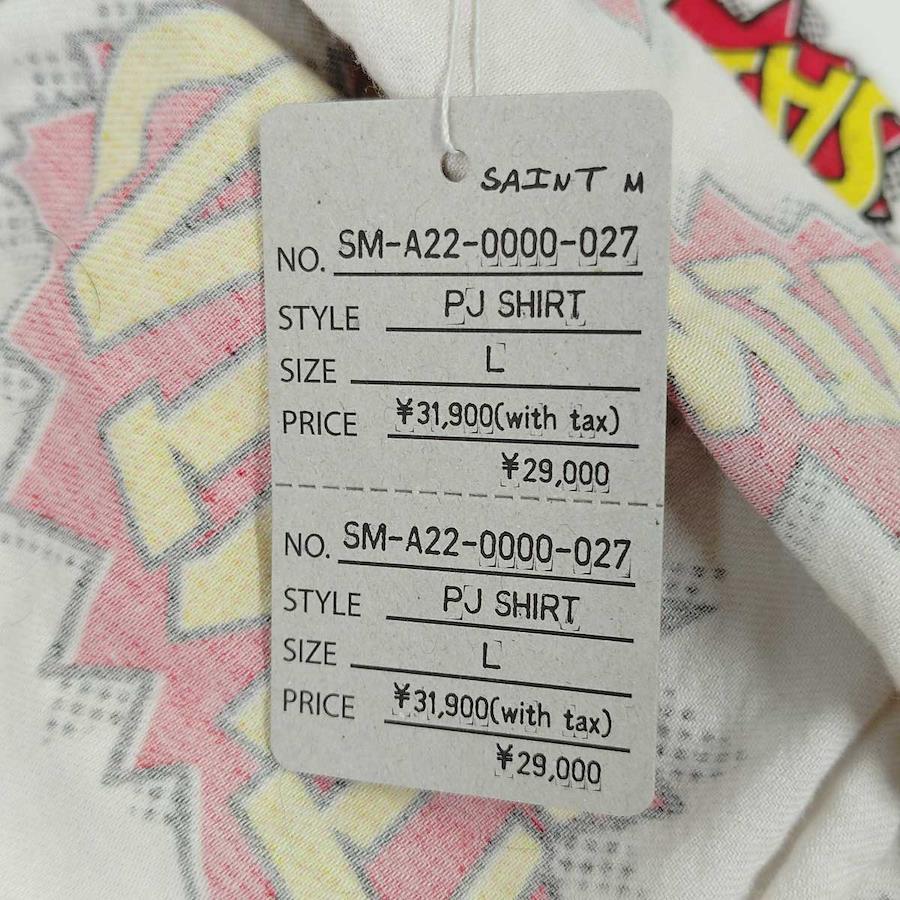 SAINT M
NO. SM-A22-0000-027
STYLE PJ SHIRT
SIZE L
PRICE ¥31,900(with tax)
¥29,000
NO. SM-A22-0000-027
STYLE PJ SHIRT
SIZE L
PRICE ¥31,900(with tax)
¥29,000